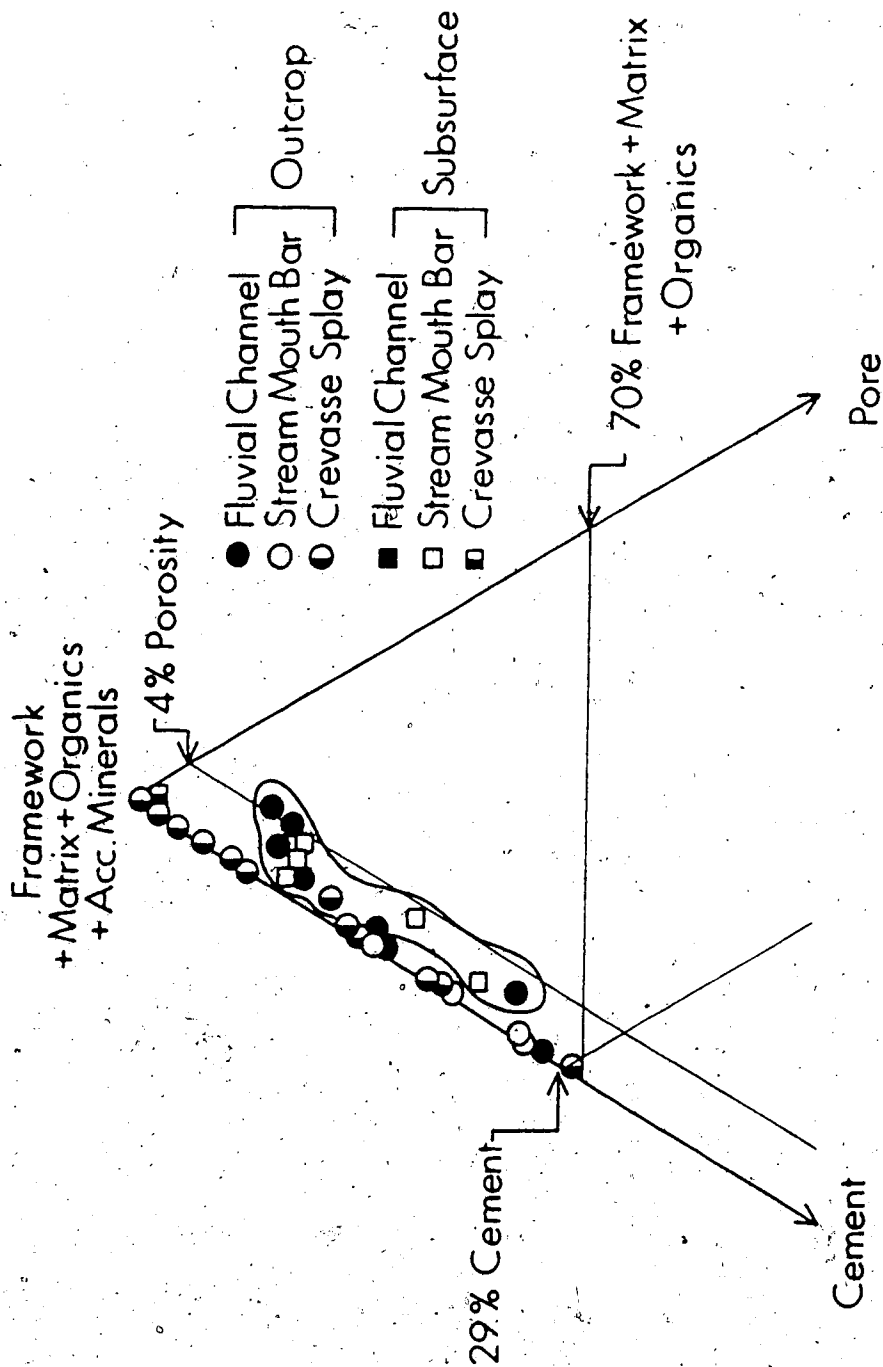 Framework
+Matrix+Organics
+Acc. Minerals
4% Porosity
Fluvial Channel
Stream Mouth Bar
Crevasse Splay
Outcrop
Fluvial Channel
Stream Mouth Bar
Crevasse Splay
Subsurface
29% Cement
70% Framework+Matrix
+Organics
Cement
Pore